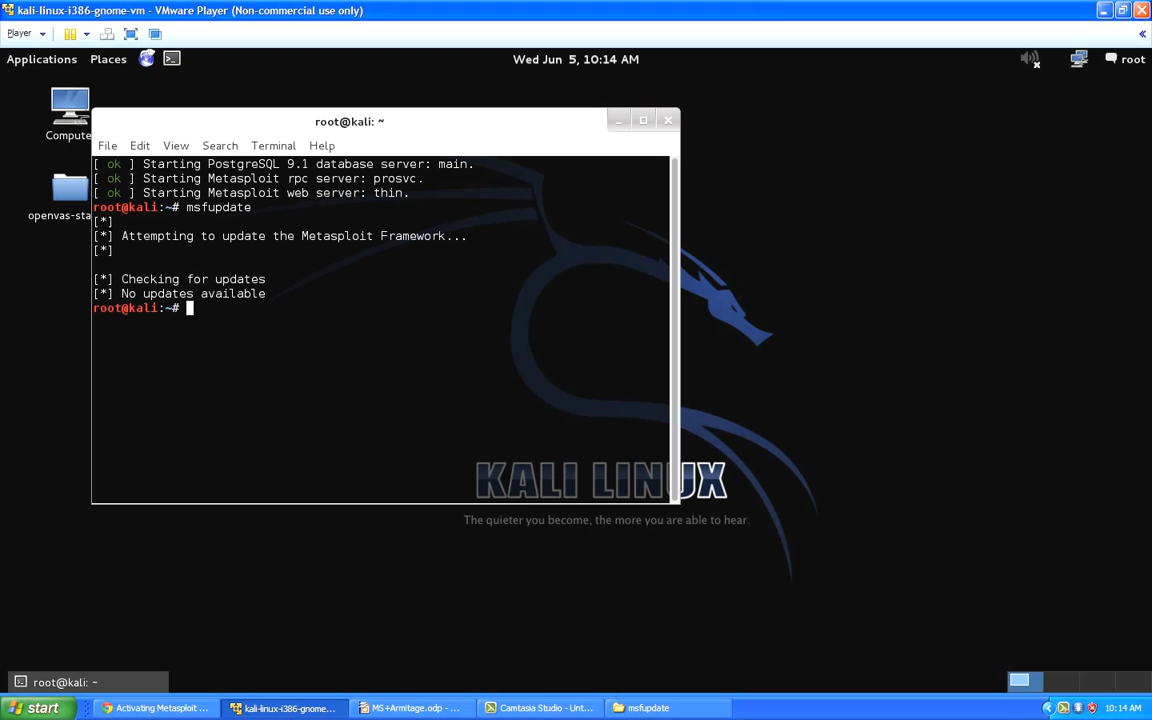 kali-linux-i386-gnome-vm - VMware Player (Non-commercial use only)
Player
Applications Places Wed Jun 5, 10:14 AM root
Compute
openvas-sta
root@kali: ~
File Edit View Search Terminal Help
[ ok ] Starting PostgreSQL 9.1 database server: main.
[ ok ] Starting Metasploit rpc server: prosvc.
[ ok ] Starting Metasploit web server: thin.
root@kali:~# msfupdate
[*]
[*] Attempting to update the Metasploit Framework...
[*]
[*] Checking for updates
[*] No updates available
root@kali:~#
KALI LINUX
The quieter you become, the more you are able to hear.
root@kali: ~
start Activating Metasploit ... kali-linux-i386-gnome... MS+Armitage.odp - ... Camtasia Studio - Unt... msfupdate 10:14 AM